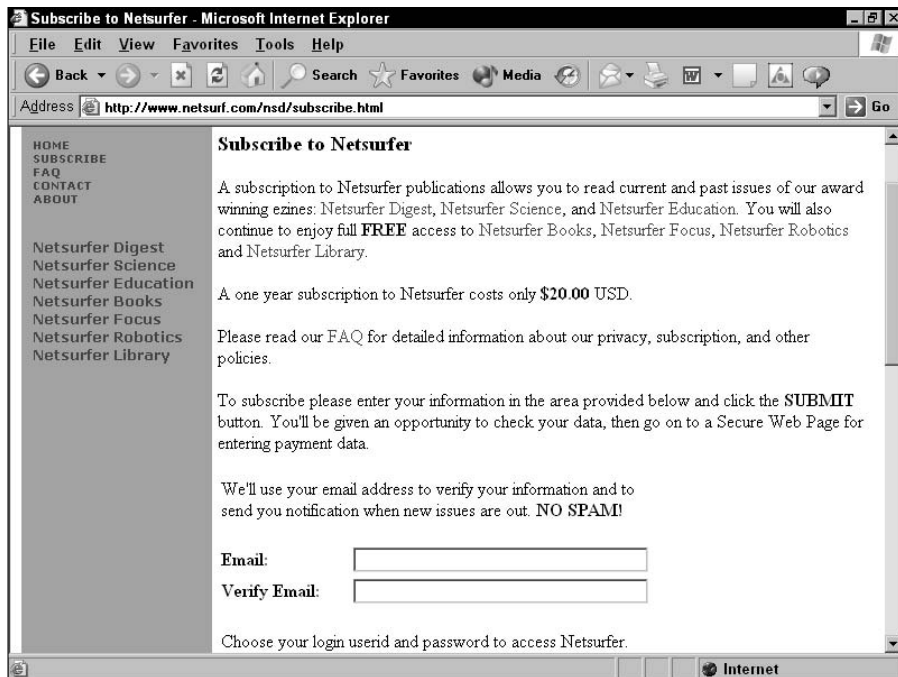 Subscribe to Netsurfer - Microsoft Internet Explorer
File Edit View Favorites Tools Help
Back Search Favorites Media
Address http://www.netsurf.com/nsd/subscribe.html Go
HOME
SUBSCRIBE
FAQ
CONTACT
ABOUT
Netsurfer Digest
Netsurfer Science
Netsurfer Education
Netsurfer Books
Netsurfer Focus
Netsurfer Robotics
Netsurfer Library
Subscribe to Netsurfer
A subscription to Netsurfer publications allows you to read current and past issues of our award
winning ezines: Netsurfer Digest, Netsurfer Science, and Netsurfer Education. You will also
continue to enjoy full FREE access to Netsurfer Books, Netsurfer Focus, Netsurfer Robotics
and Netsurfer Library.
A one year subscription to Netsurfer costs only $20.00 USD.
Please read our FAQ for detailed information about our privacy, subscription, and other
policies.
To subscribe please enter your information in the area provided below and click the SUBMIT
button. You'll be given an opportunity to check your data, then go on to a Secure Web Page for
entering payment data.
We'll use your email address to verify your information and to
send you notification when new issues are out. NO SPAM!
Email:
Verify Email:
Choose your login userid and password to access Netsurfer.
Internet